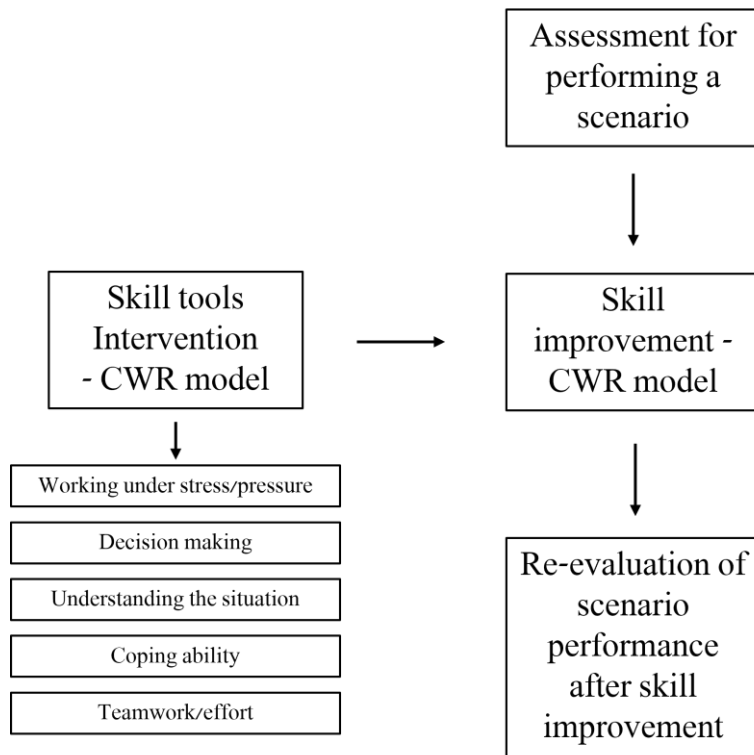 Assessment for
performing a
scenario
Skill tools
Intervention
- CWR model
Skill
improvement -
CWR model
Working under stress/pressure
Decision making
Understanding the situation
Coping ability
Teamwork/effort
Re-evaluation of
scenario
performance
after skill
improvement